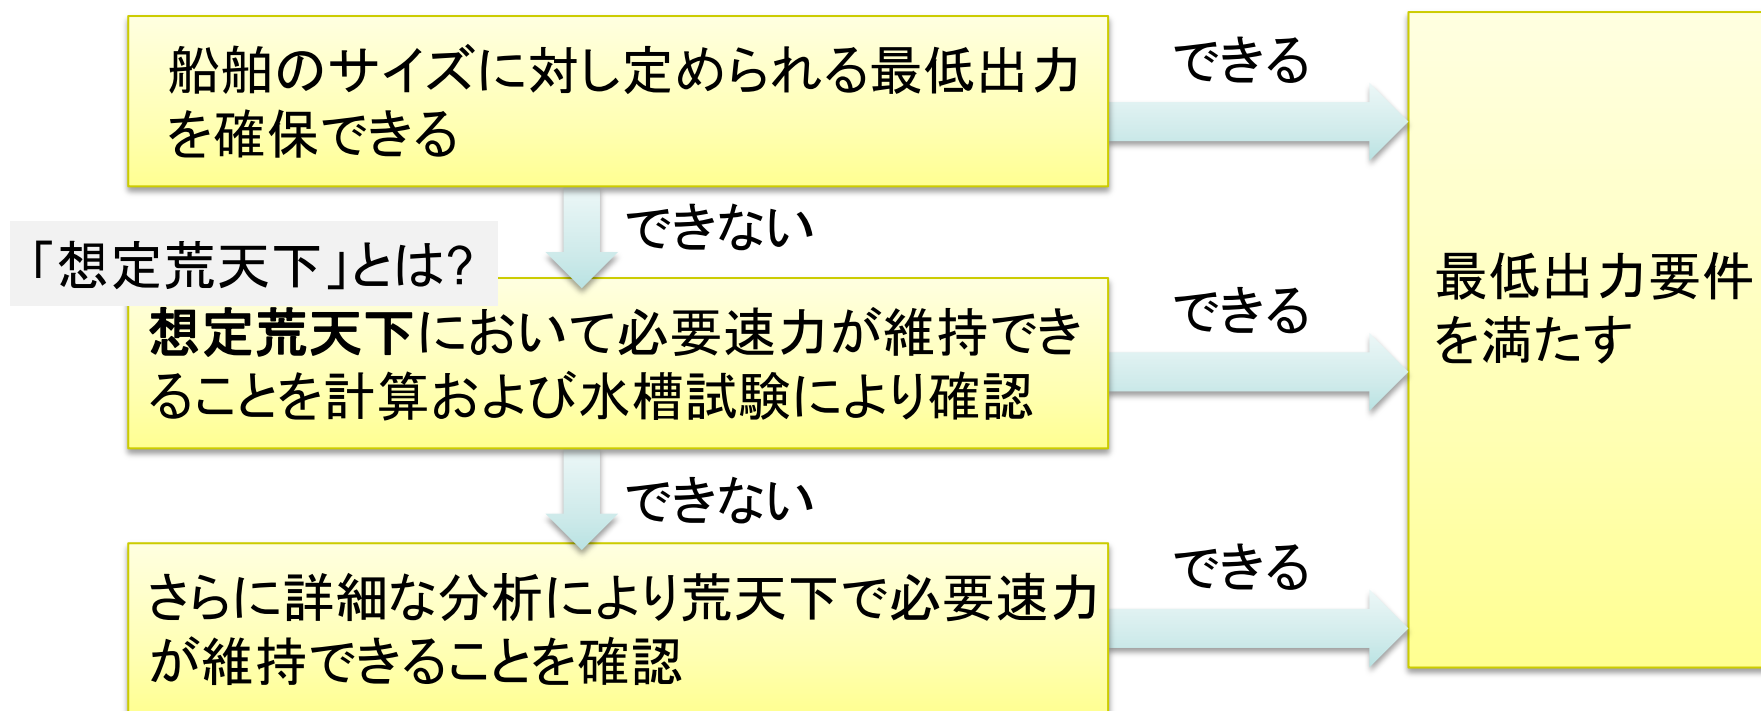 船舶のサイズに対し定められる最低出力
を確保できる
できる
できない
「想定荒天下」とは?
想定荒天下において必要速力が維持でき
ることを計算および水槽試験により確認
できる
できない
さらに詳細な分析により荒天下で必要速力
が維持できることを確認
できる
最低出力要件
を満たす